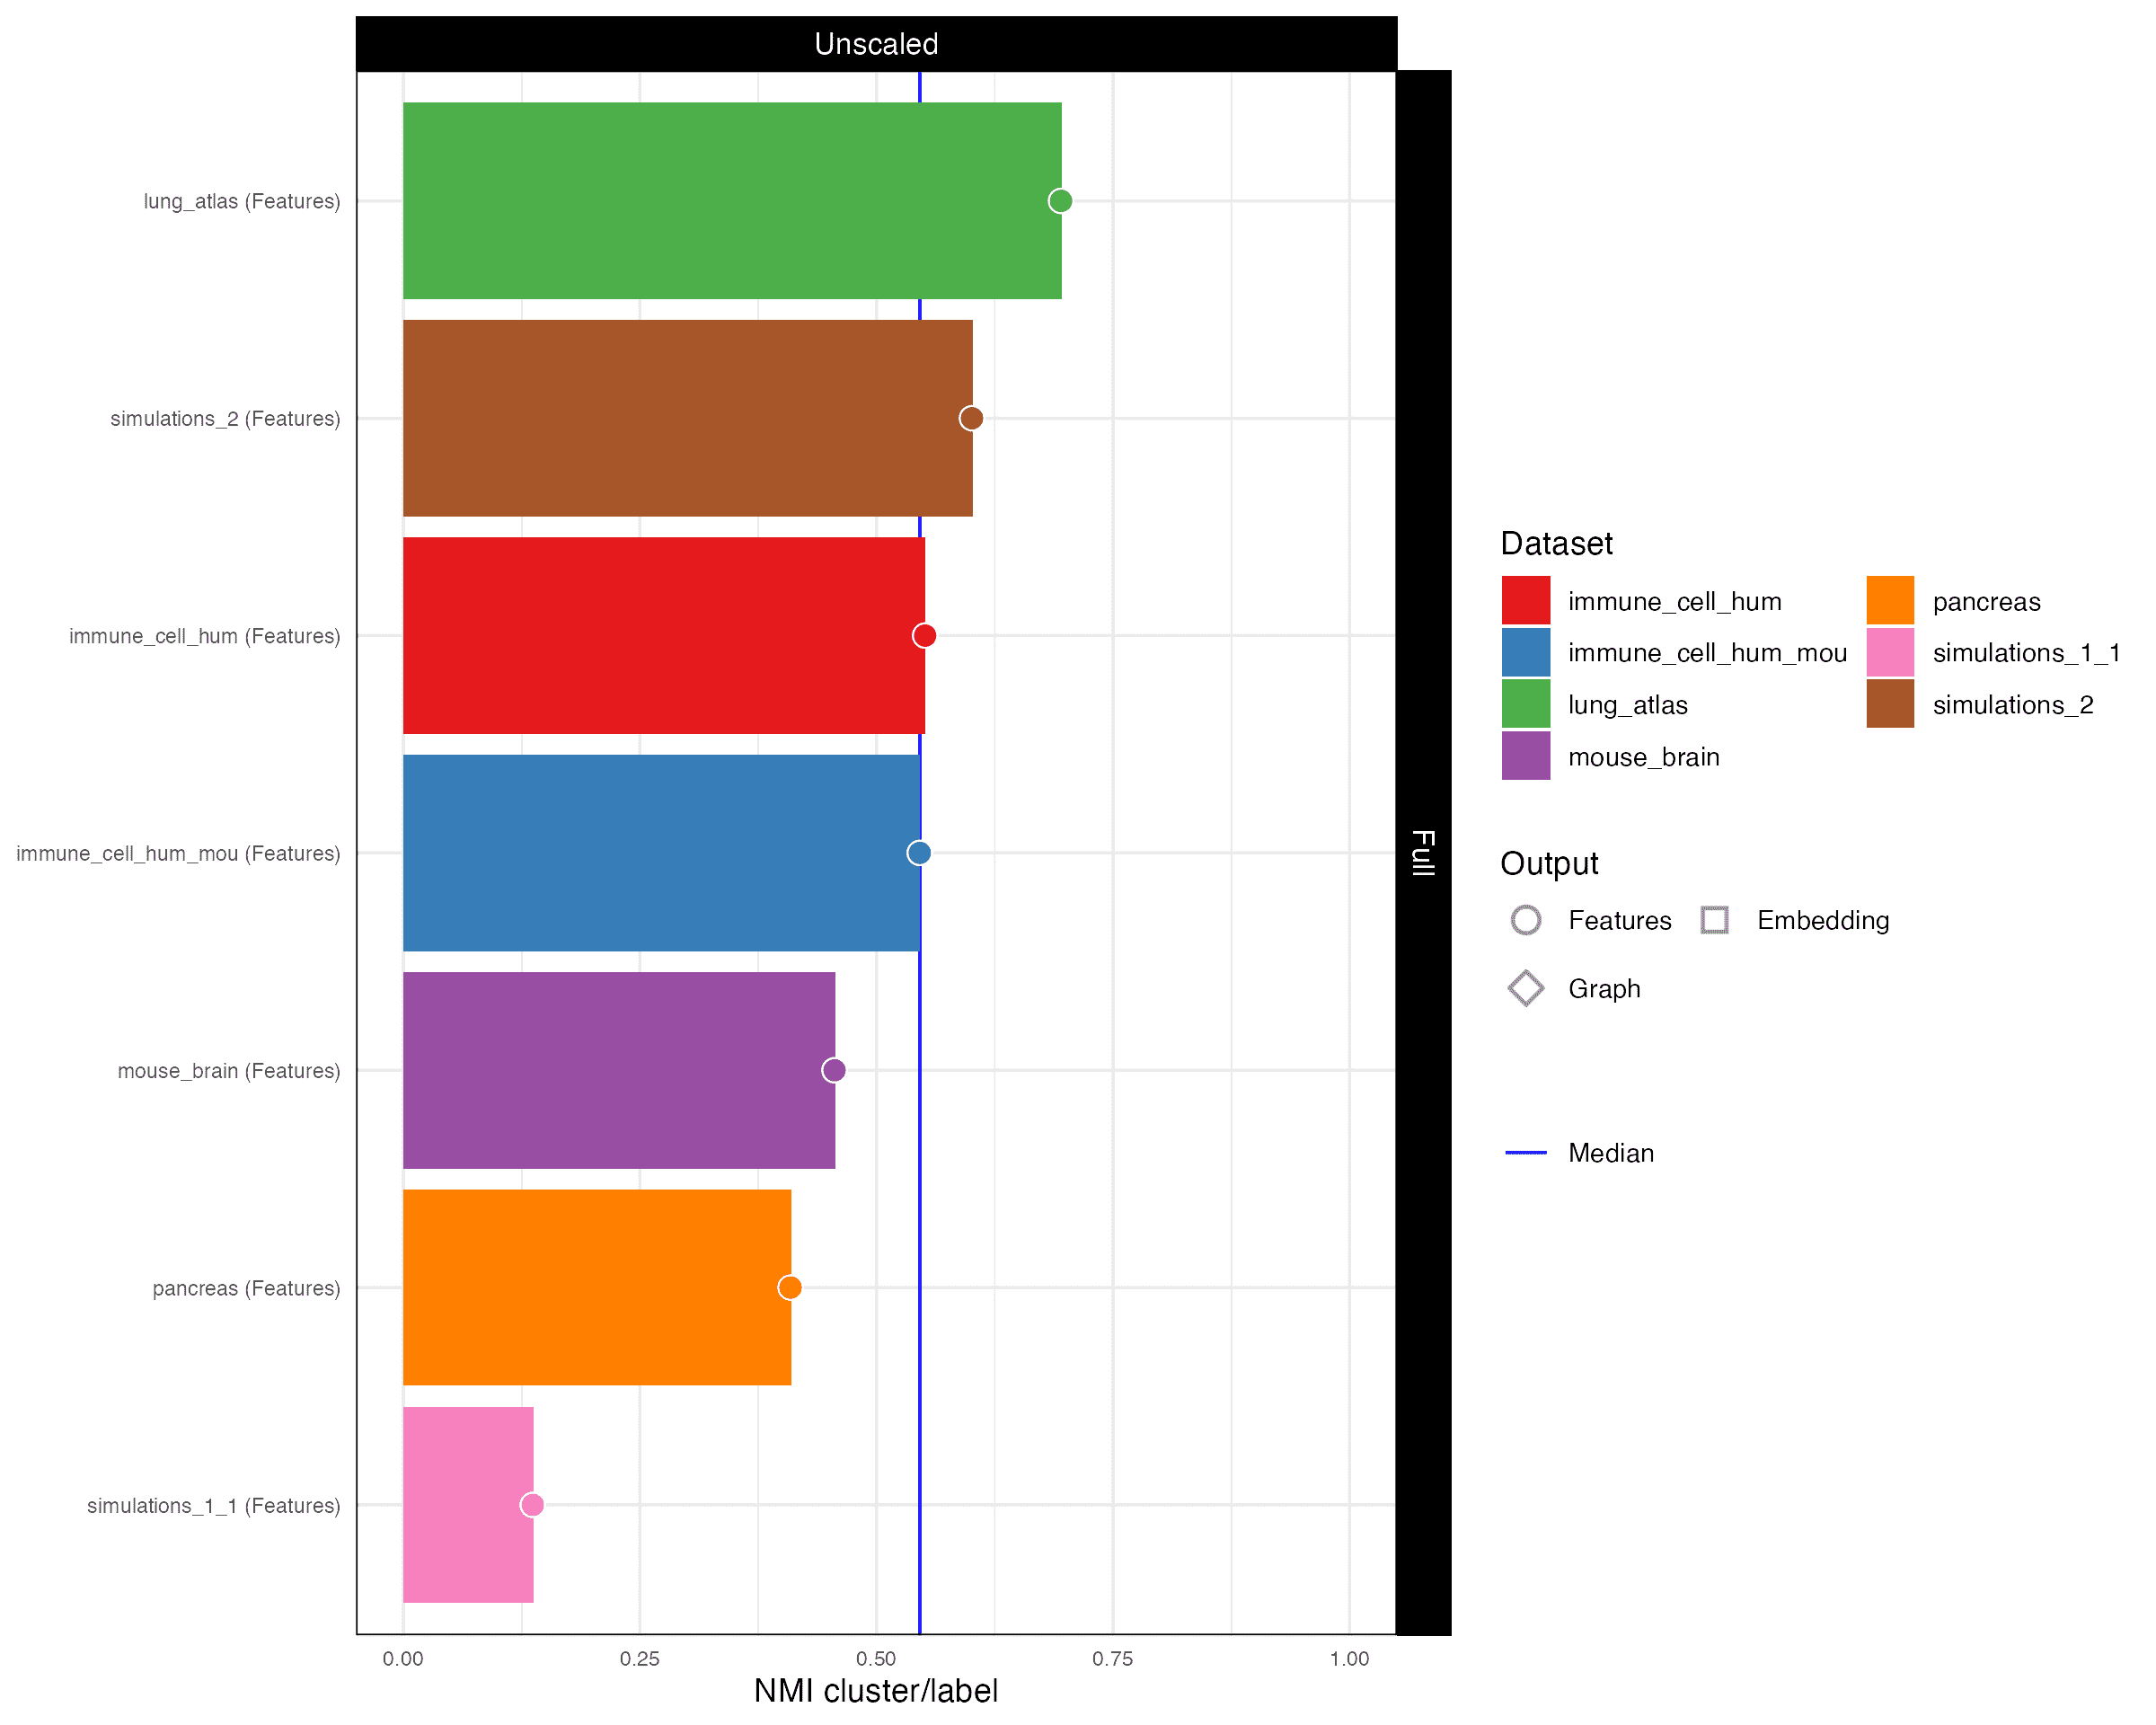 Unscaled
lung_atlas (Features)
simulations_2 (Features)
immune_cell_hum (Features)
immune_cell_hum_mou (Features)
mouse_brain (Features)
pancreas (Features)
simulations_1_1 (Features)
0.00 0.25 0.50 0.75 1.00
NMI cluster/label
Full
Dataset
immune_cell_hum pancreas
immune_cell_hum_mou simulations_1_1
lung_atlas simulations_2
mouse_brain
Output
Features Embedding
Graph
Median